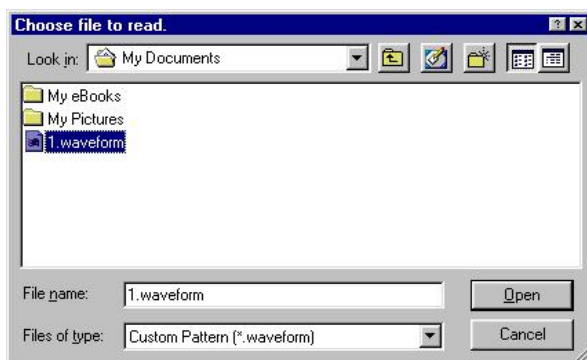 Choose file to read.
Look in: My Documents
My eBooks
My Pictures
1.waveform
File name: 1.waveform Open
Files of type: Custom Pattern (*.waveform) Cancel